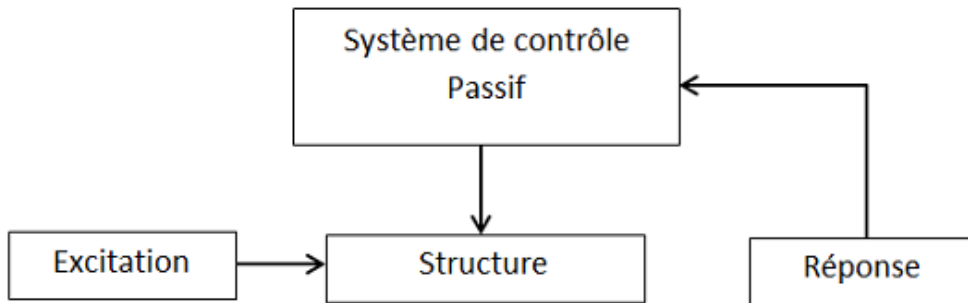 Système de contrôle
Passif
Excitation
Structure
Réponse